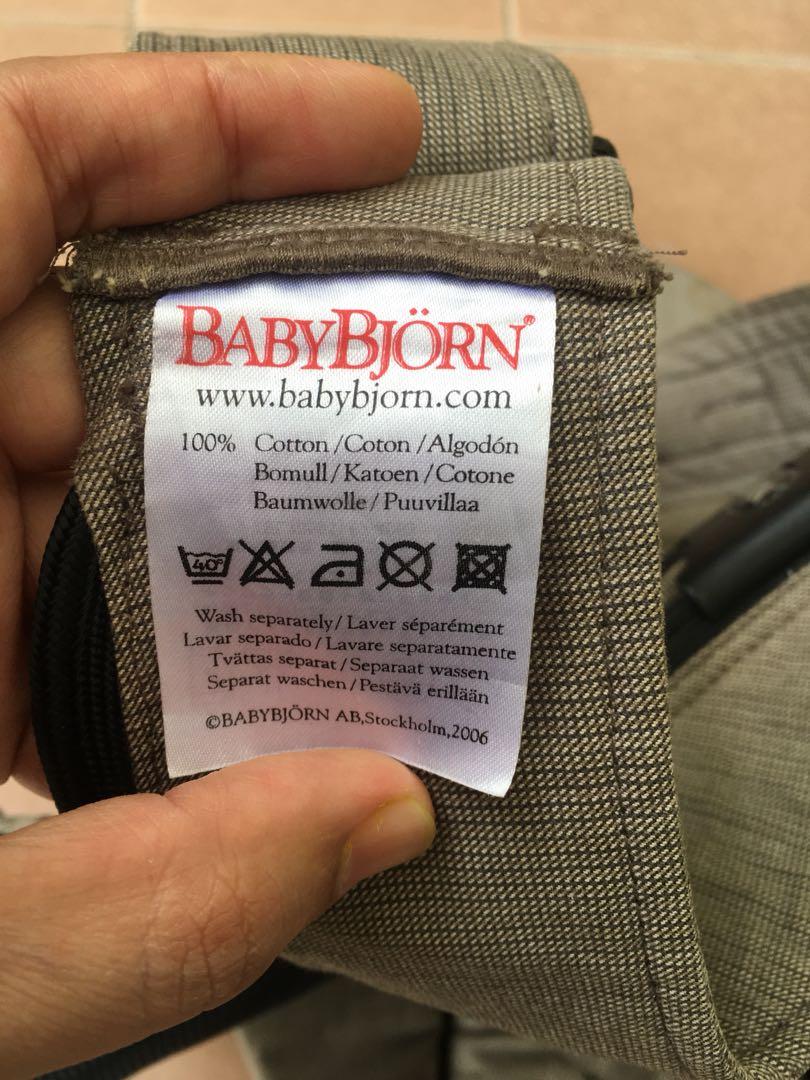 BABYBJÖRN®
www.babybjorn.com
100% Cotton/Coton/Algodón
Bomull/Katoen/Cotone
Baumwolle/Puuvillaa
40°
Wash separately/Laver séparément
Lavar separado/Lavare separatamente
Tvättas separat/Separaat wassen
Separat waschen/Pestävä erillään
©BABYBJÖRN AB,Stockholm,2006